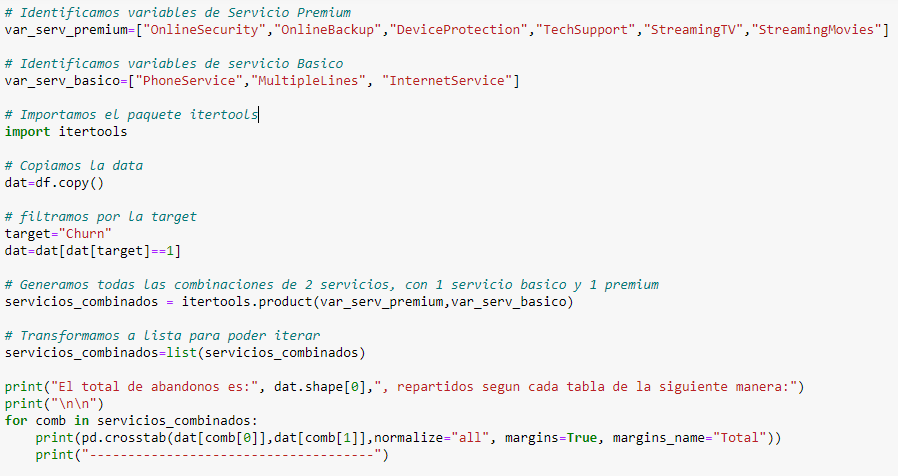 # Identificamos variables de Servicio Premium
var_serv_premium=["OnlineSecurity","OnlineBackup","DeviceProtection","TechSupport","StreamingTV","StreamingMovies"]
# Identificamos variables de servicio Basico
var_serv_basico=["PhoneService","MultipleLines", "InternetService"]
# Importamos el paquete itertools
import itertools
# Copiamos la data
dat=df.copy()
# filtramos por la target
target="Churn"
dat=dat[dat[target]==1]
# Generamos todas las combinaciones de 2 servicios, con 1 servicio basico y 1 premium
servicios_combinados = itertools.product(var_serv_premium,var_serv_basico)
# Transformamos a lista para poder iterar
servicios_combinados=list(servicios_combinados)
print("El total de abandonos es:", dat.shape[0],", repartidos segun cada tabla de la siguiente manera:")
print("\n\n")
for comb in servicios_combinados:
    print(pd.crosstab(dat[comb[0]],dat[comb[1]],normalize="all", margins=True, margins_name="Total"))
    print("-------------------------------------")